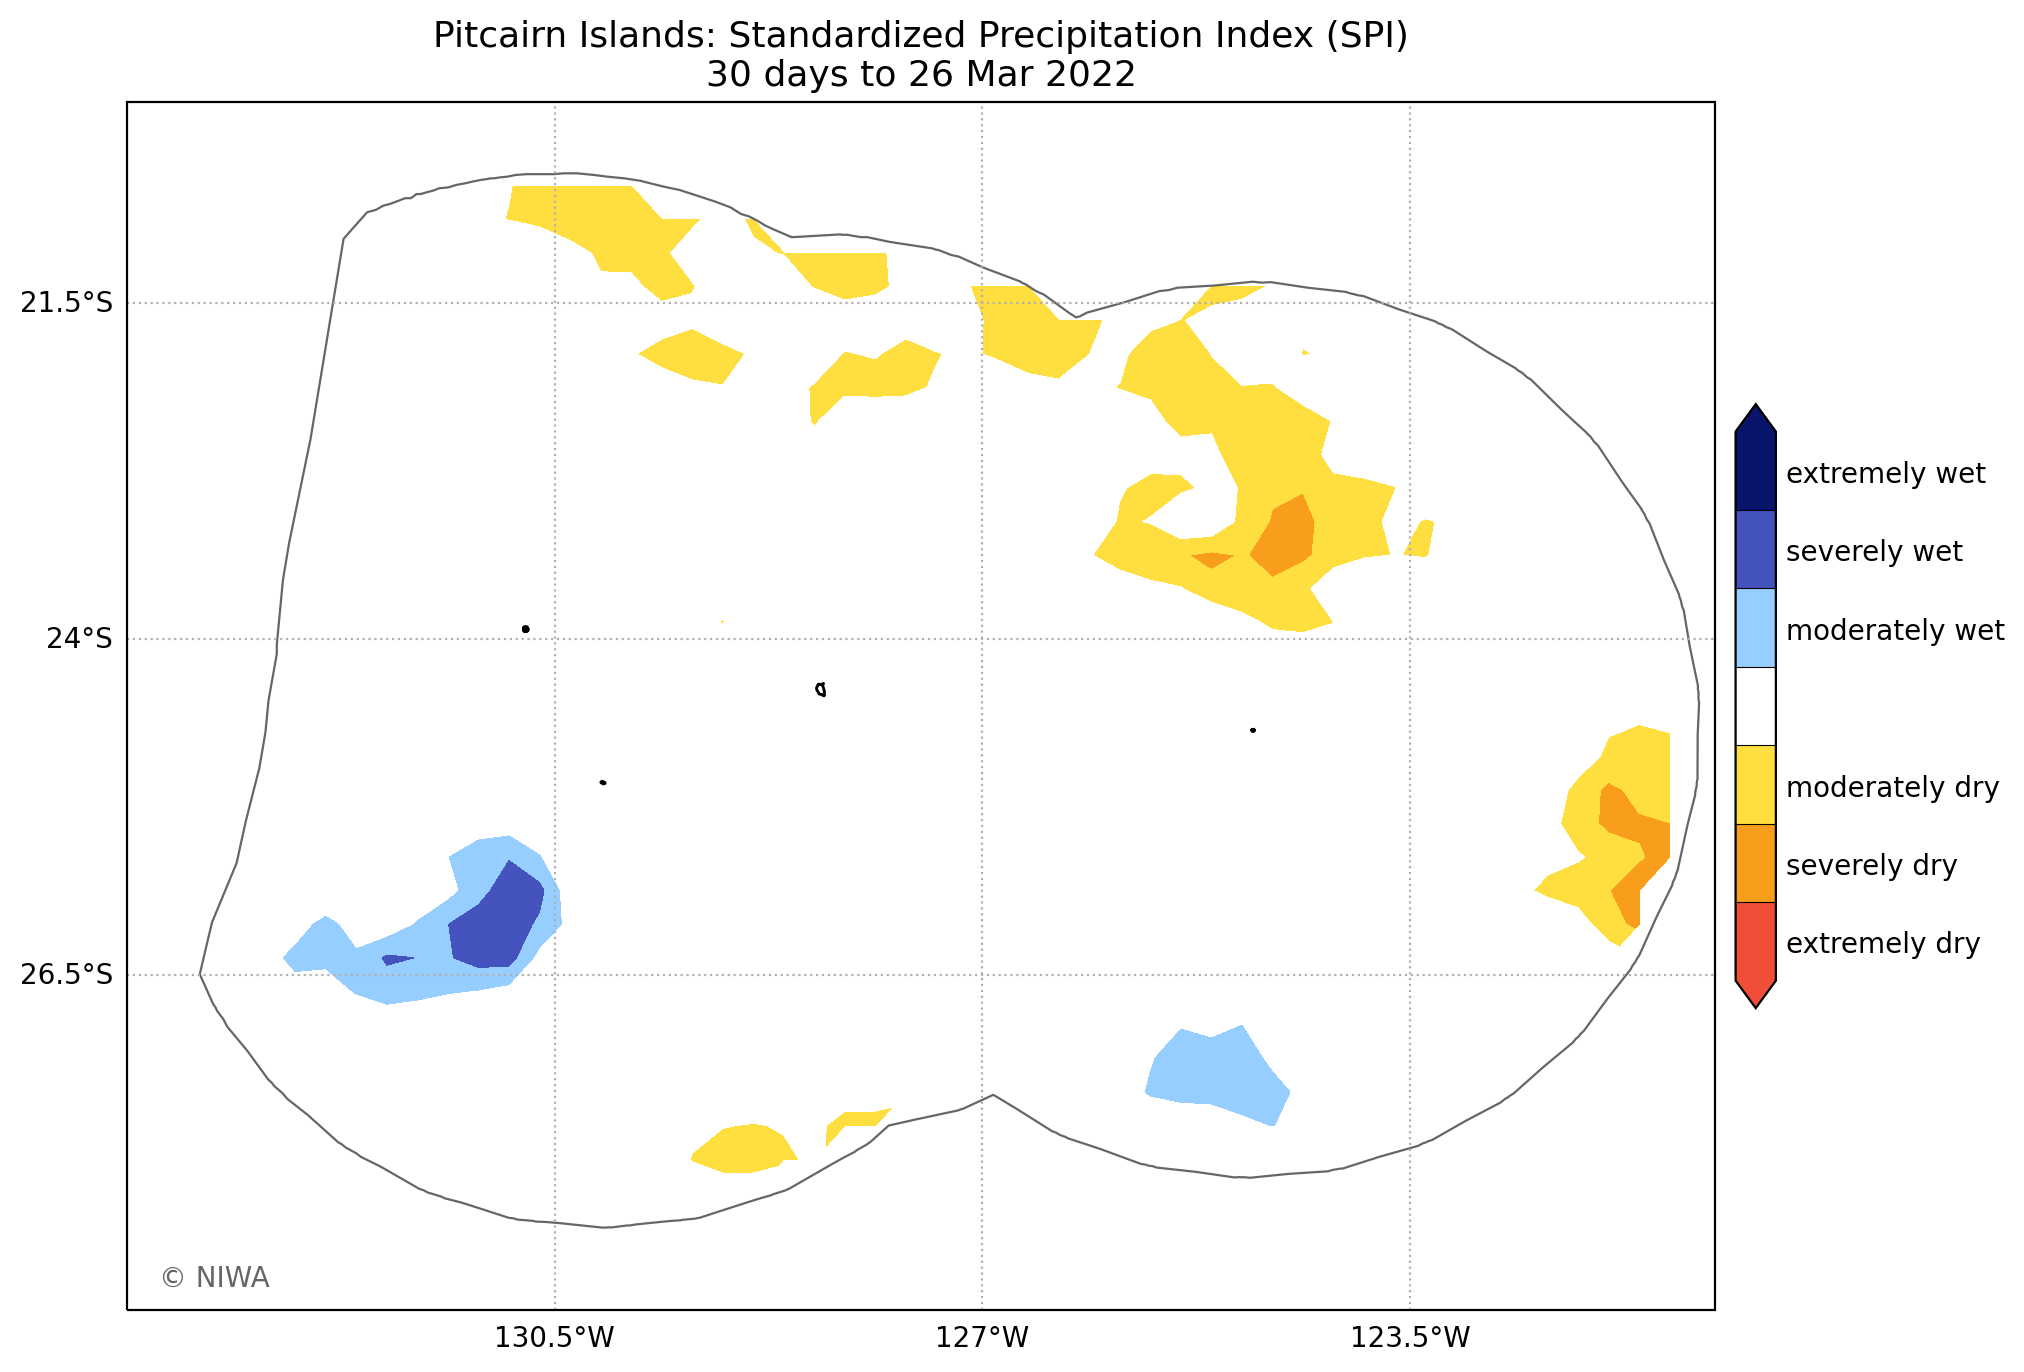 Pitcairn Islands: Standardized Precipitation Index (SPI)
30 days to 26 Mar 2022
21.5°S
24°S
26.5°S
130.5°W
127°W
123.5°W
extremely wet
severely wet
moderately wet
moderately dry
severely dry
extremely dry
© NIWA